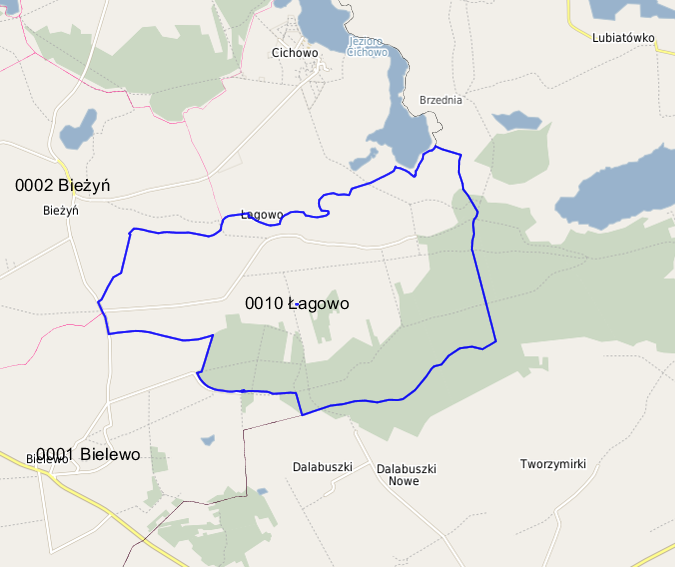 Lubiatówko
Jezioro
Cichowo
Cichowo
Brzednia
0002 Bieżyń
Bieżyń
Łagowo
0010 Łagowo
0001 Bielewo
Bielewo
Dalabuszki
Dalabuszki
Nowe
Tworzymirki